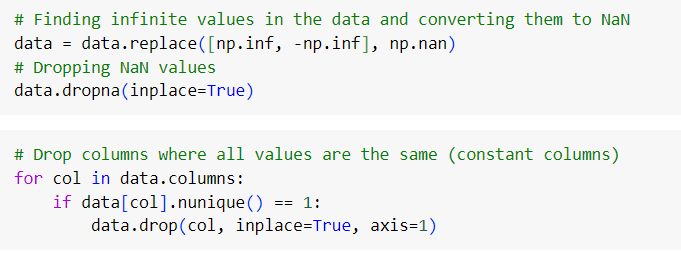 # Finding infinite values in the data and converting them to NaN
data = data.replace([np.inf, -np.inf], np.nan)
# Dropping NaN values
data.dropna(inplace=True)
# Drop columns where all values are the same (constant columns)
for col in data.columns:
    if data[col].nunique() == 1:
        data.drop(col, inplace=True, axis=1)